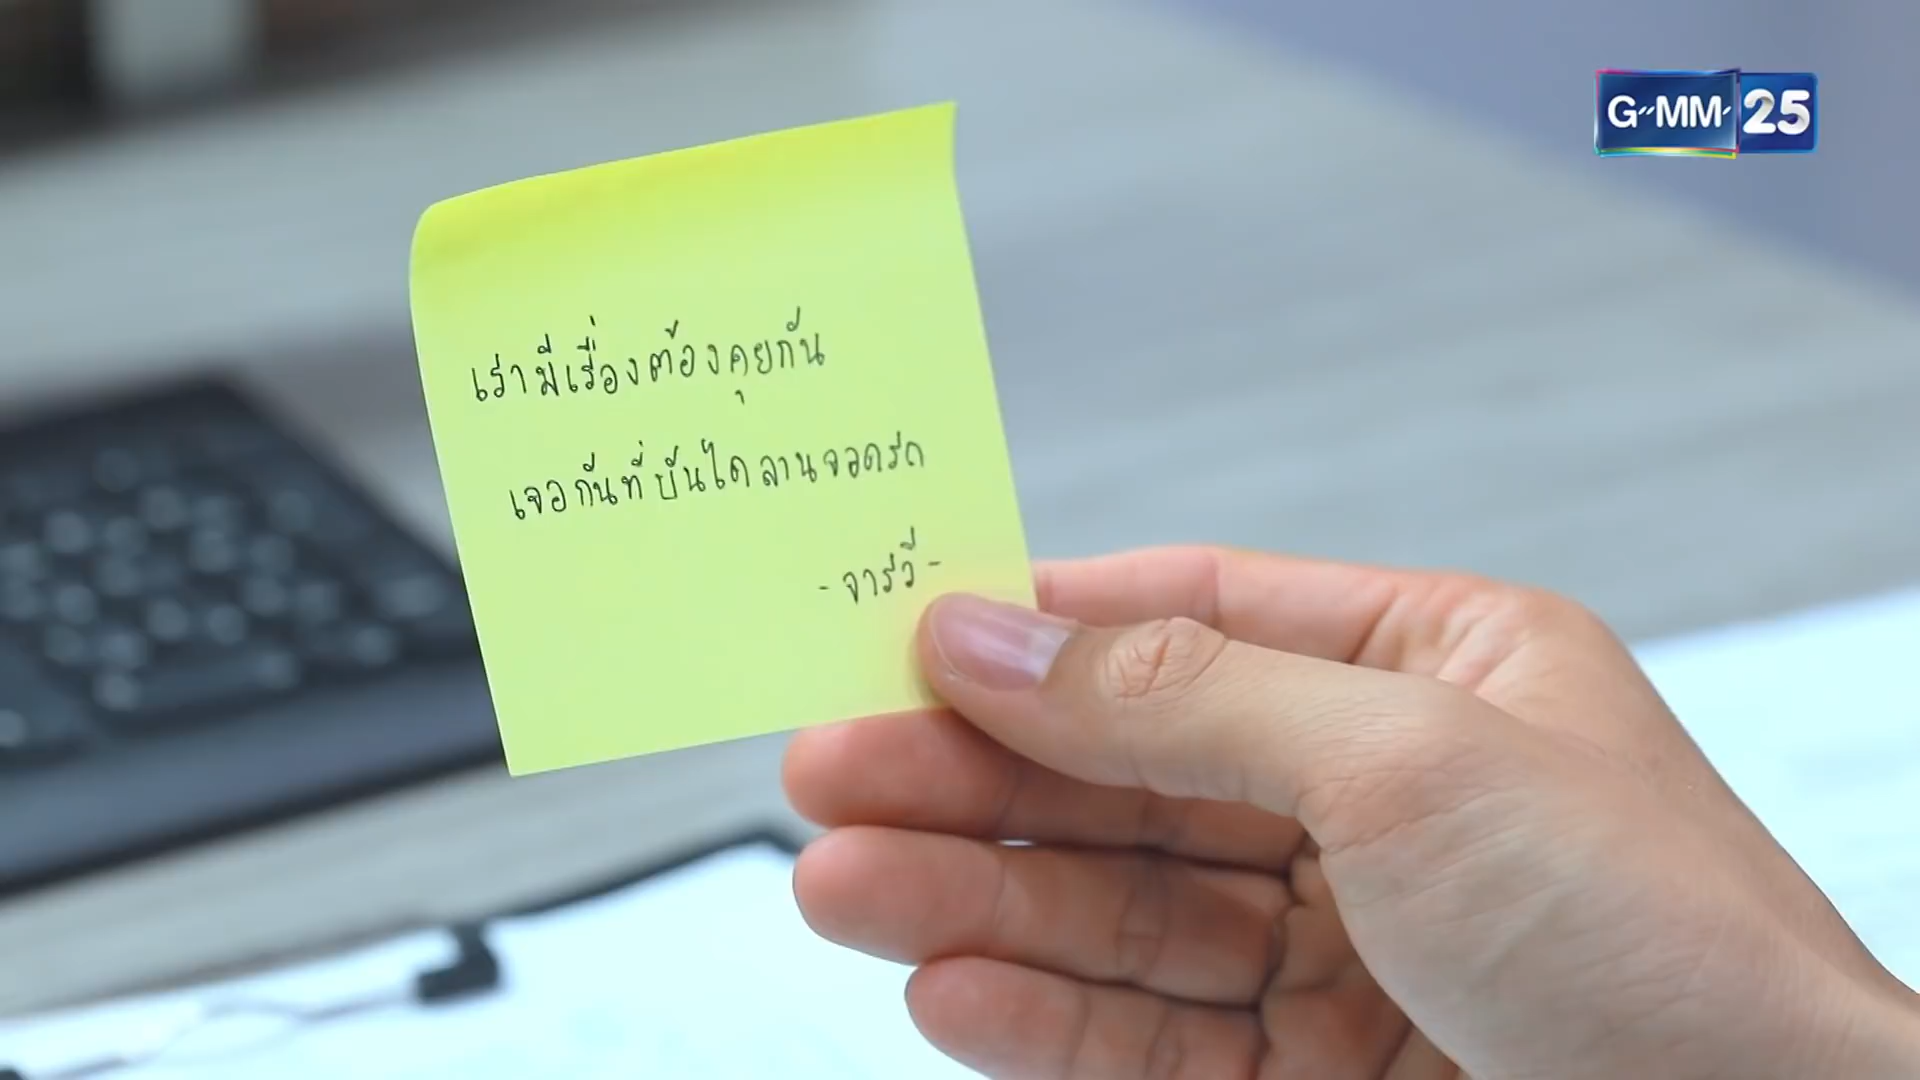 G"MM' 25
เรามีเรื่องต้องคุยกัน
เจอกันที่บันไดลานจอดรถ
- จารวี -